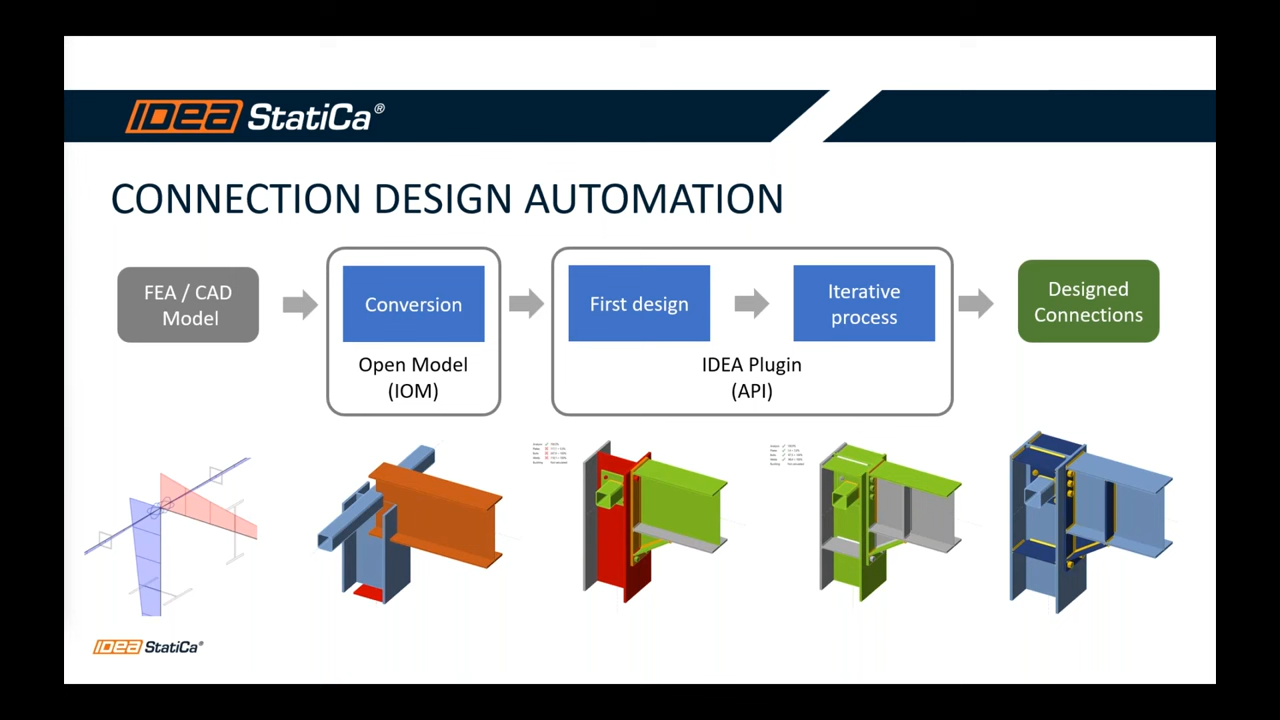 IDEA StatiCa®
CONNECTION DESIGN AUTOMATION
FEA / CAD
Model
Conversion
Open Model
(IOM)
First design
Iterative
process
IDEA Plugin
(API)
Designed
Connections
IDEA StatiCa®